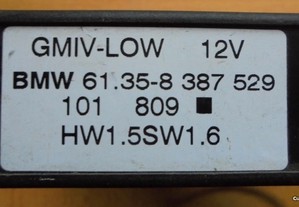 GMIV-LOW 12V
BMW 61.35-8 387 529
101 809 ■
HW1.5SW1.6